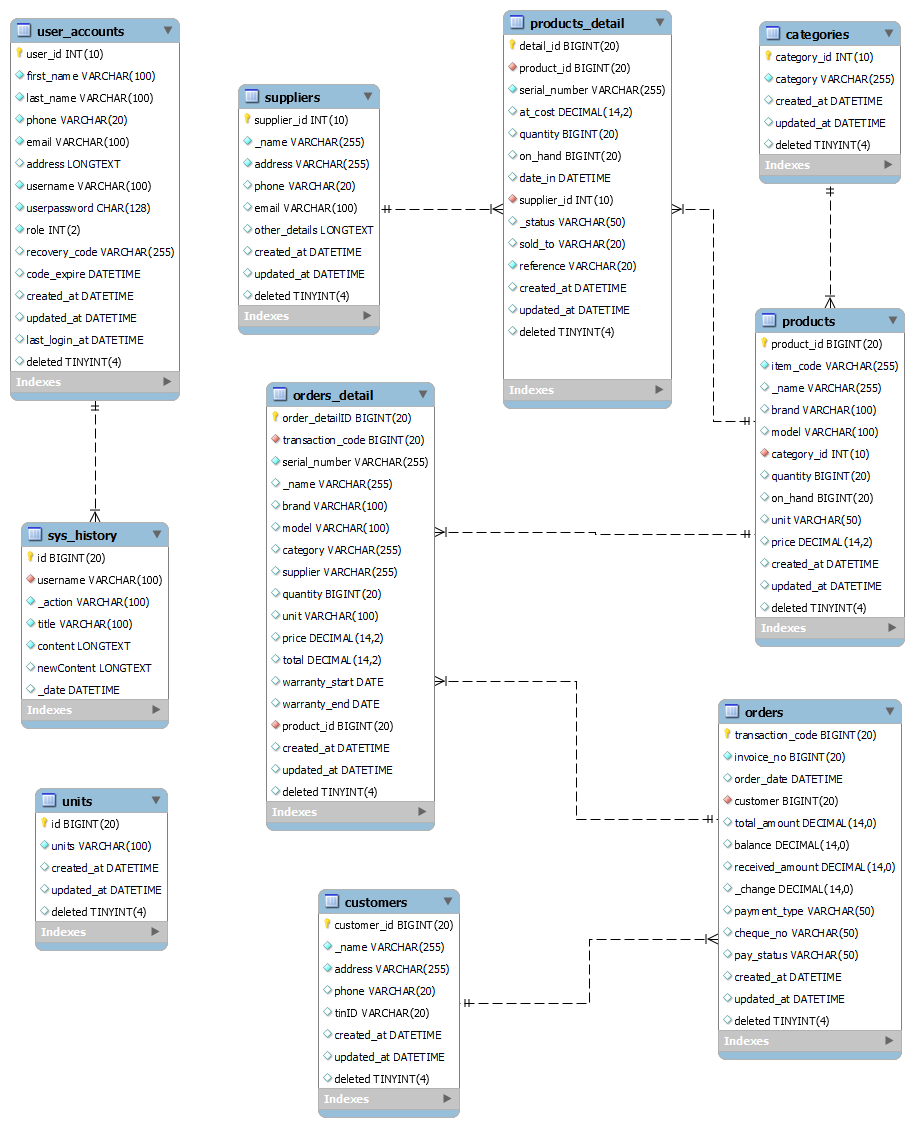 user_accounts
user_id INT(10)
first_name VARCHAR(100)
last_name VARCHAR(100)
phone VARCHAR(20)
email VARCHAR(100)
address LONGTEXT
username VARCHAR(100)
userpassword CHAR(128)
role INT(2)
recovery_code VARCHAR(255)
code_expire DATETIME
created_at DATETIME
updated_at DATETIME
last_login_at DATETIME
deleted TINYINT(4)
Indexes
suppliers
supplier_id INT(10)
_name VARCHAR(255)
address VARCHAR(255)
phone VARCHAR(20)
email VARCHAR(100)
other_details LONGTEXT
created_at DATETIME
updated_at DATETIME
deleted TINYINT(4)
Indexes
products_detail
detail_id BIGINT(20)
product_id BIGINT(20)
serial_number VARCHAR(255)
at_cost DECIMAL(14,2)
quantity BIGINT(20)
on_hand BIGINT(20)
date_in DATETIME
supplier_id INT(10)
_status VARCHAR(50)
sold_to VARCHAR(20)
reference VARCHAR(20)
created_at DATETIME
updated_at DATETIME
deleted TINYINT(4)
Indexes
categories
category_id INT(10)
category VARCHAR(255)
created_at DATETIME
updated_at DATETIME
deleted TINYINT(4)
Indexes
products
product_id BIGINT(20)
item_code VARCHAR(255)
_name VARCHAR(255)
brand VARCHAR(100)
model VARCHAR(100)
category_id INT(10)
quantity BIGINT(20)
on_hand BIGINT(20)
unit VARCHAR(50)
price DECIMAL(14,2)
created_at DATETIME
updated_at DATETIME
deleted TINYINT(4)
Indexes
orders_detail
order_detailID BIGINT(20)
transaction_code BIGINT(20)
serial_number VARCHAR(255)
_name VARCHAR(255)
brand VARCHAR(100)
model VARCHAR(100)
category VARCHAR(255)
supplier VARCHAR(255)
quantity BIGINT(20)
unit VARCHAR(100)
price DECIMAL(14,2)
total DECIMAL(14,2)
warranty_start DATE
warranty_end DATE
product_id BIGINT(20)
created_at DATETIME
updated_at DATETIME
deleted TINYINT(4)
Indexes
sys_history
id BIGINT(20)
username VARCHAR(100)
_action VARCHAR(100)
title VARCHAR(100)
content LONGTEXT
newContent LONGTEXT
_date DATETIME
Indexes
units
id BIGINT(20)
units VARCHAR(100)
created_at DATETIME
updated_at DATETIME
deleted TINYINT(4)
Indexes
orders
transaction_code BIGINT(20)
invoice_no BIGINT(20)
order_date DATETIME
customer BIGINT(20)
total_amount DECIMAL(14,0)
balance DECIMAL(14,0)
received_amount DECIMAL(14,0)
_change DECIMAL(14,0)
payment_type VARCHAR(50)
cheque_no VARCHAR(50)
pay_status VARCHAR(50)
created_at DATETIME
updated_at DATETIME
deleted TINYINT(4)
Indexes
customers
customer_id BIGINT(20)
_name VARCHAR(255)
address VARCHAR(255)
phone VARCHAR(20)
tinID VARCHAR(20)
created_at DATETIME
updated_at DATETIME
deleted TINYINT(4)
Indexes